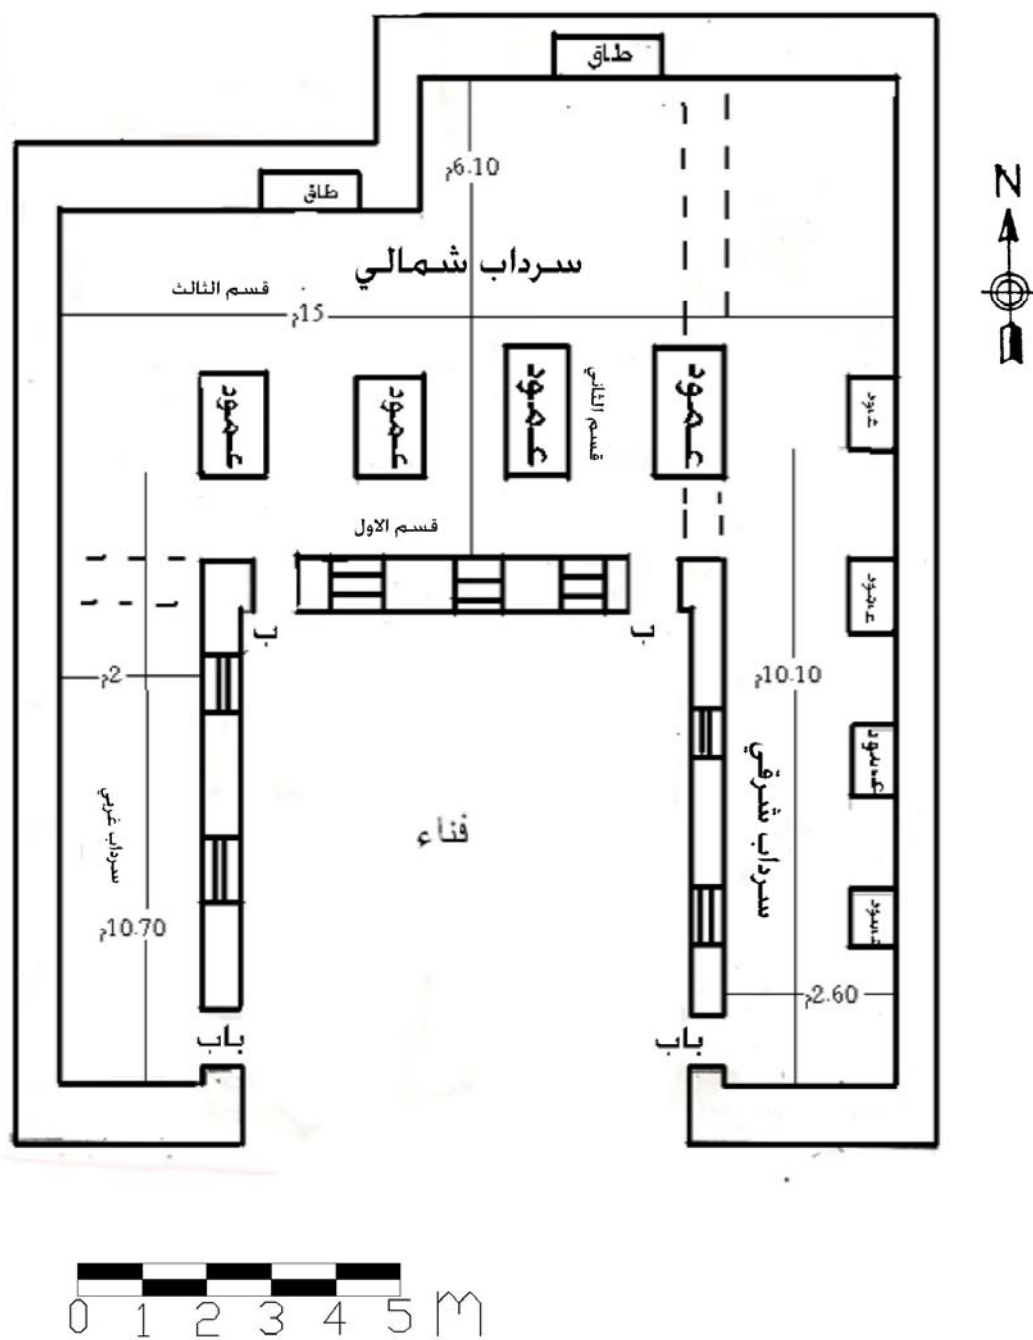 طاق
طاق
6.10م
N
سرداب شمالي
قسم الثالث
15م
عمود
عمود
عمود
قسم الثاني
عمود
عمود
قسم الاول
عمود
ب
ب
2م
10.10م
عمود
سرداب شرقي
سرداب غربي
فناء
10.70م
عمود
2.60م
باب
باب
0 1 2 3 4 5 M